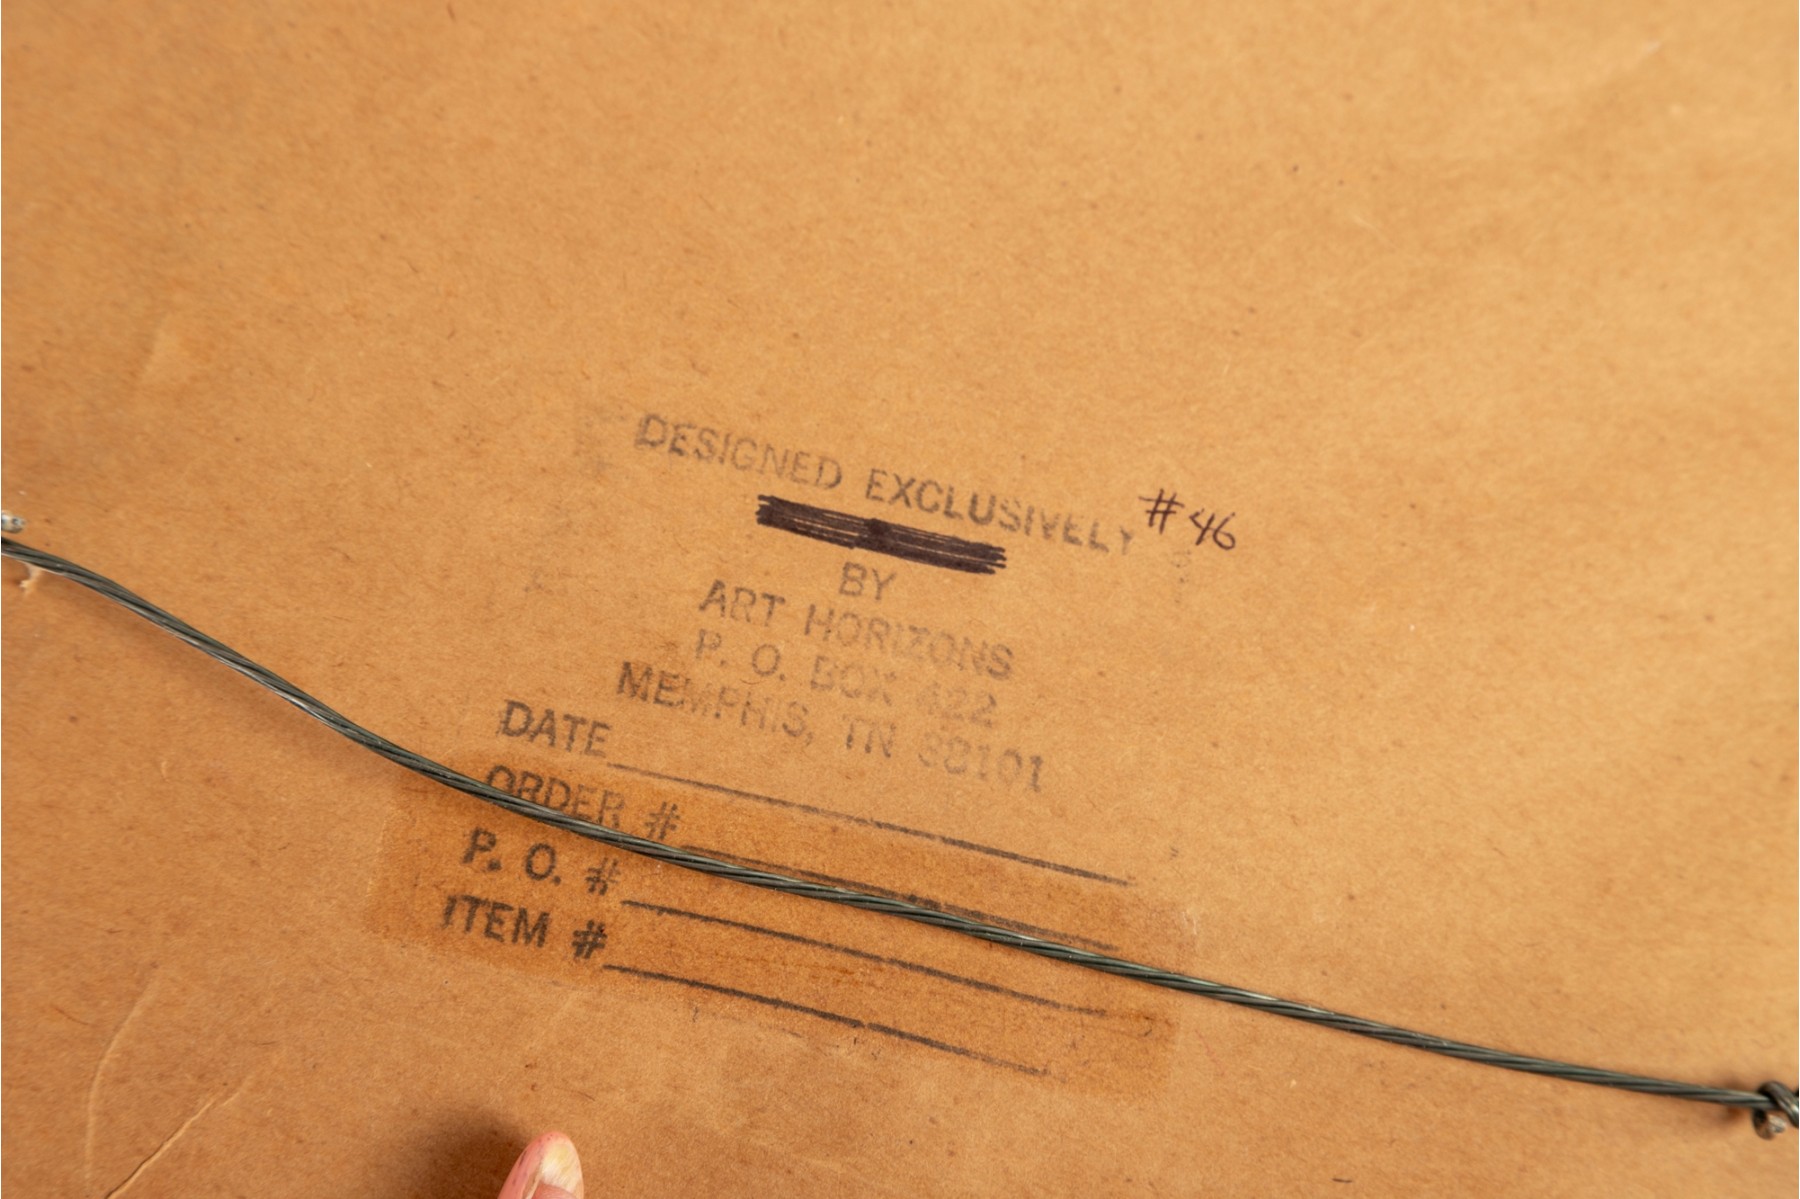 DESIGNED EXCLUSIVELY #46
BY
ART HORIZONS
P. O. BOX 422
MEMPHIS, TN 38101
DATE
ORDER #
P. O. #
ITEM #